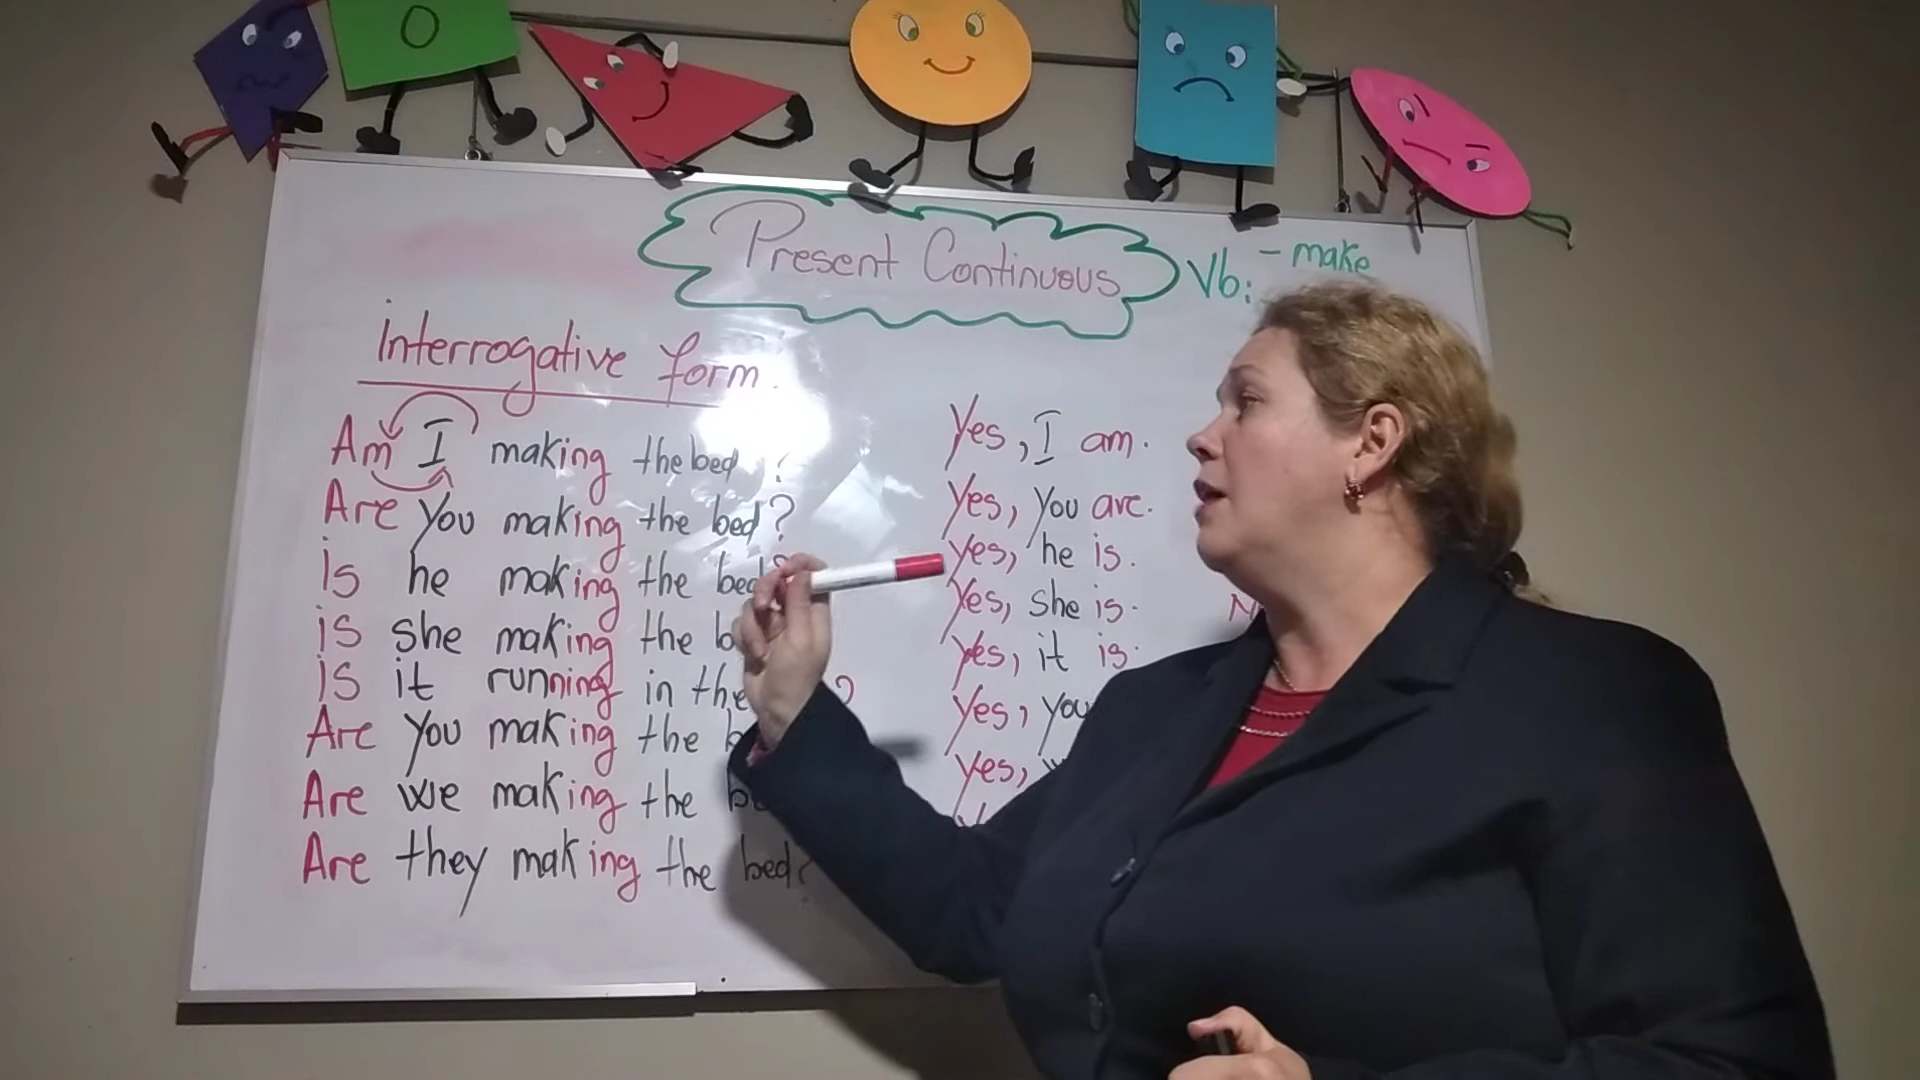 Present Continuous
Vb: - make
Interrogative form.
Am I making the bed?
Yes, I am.
Are you making the bed?
Yes, you are.
Is he making the bed?
Yes, he is.
is she making the
Yes, she is.
Is it running in the ?
Yes, it is.
Are you making the
Yes, you
Are we making the
Yes,
Are they making the bed?